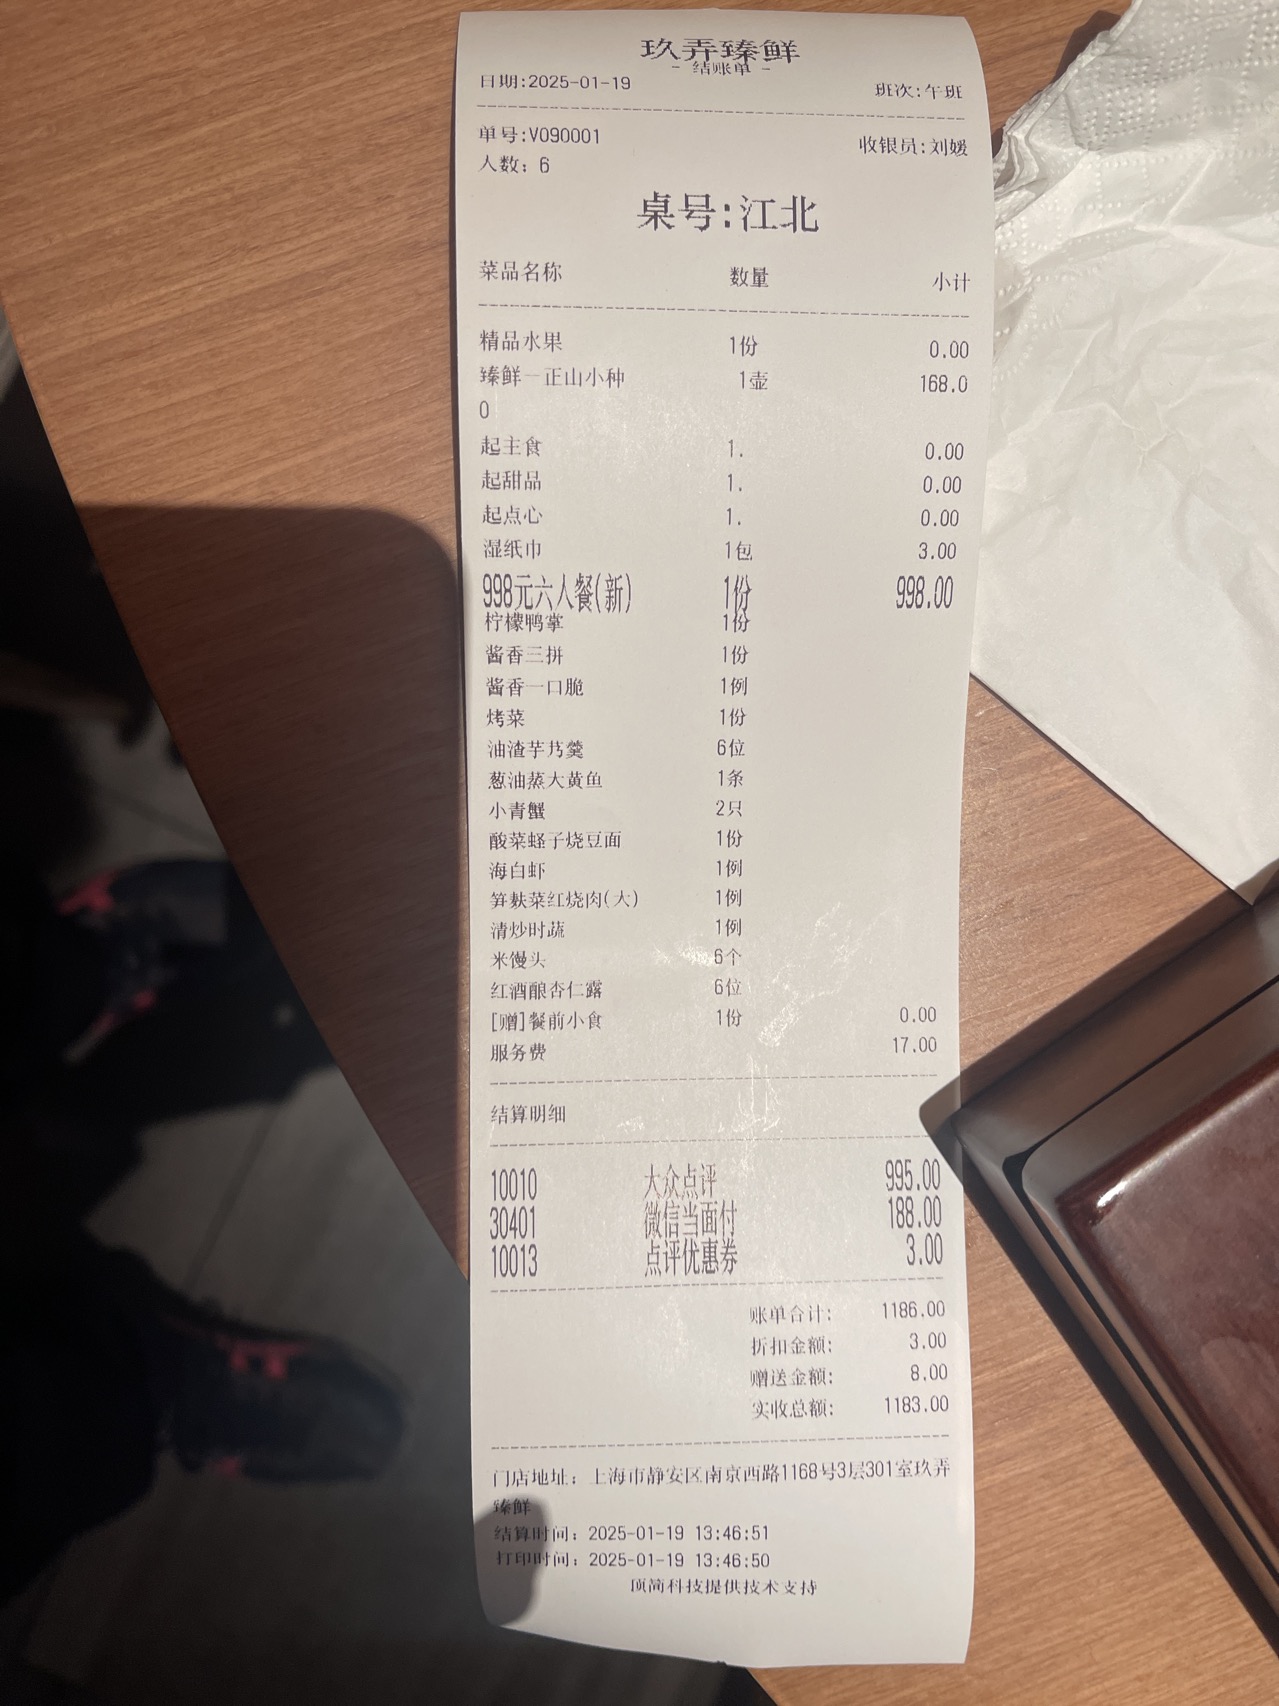 玖弄臻鲜
- 结账单 -
日期:2025-01-19 班次:午班
单号:V090001 收银员:刘媛
人数: 6
桌号:江北
菜品名称 数量 小计
精品水果 1份 0.00
臻鲜一正山小种 1壶 168.0
0
起主食 1. 0.00
起甜品 1. 0.00
起点心 1. 0.00
湿纸巾 1包 3.00
998元六人餐(新) 1份 998.00
柠檬鸭掌 1份
酱香三拼 1份
酱香一口脆 1例
烤菜 1份
油渣芋艿羹 6位
葱油蒸大黄鱼 1条
小青蟹 2只
酸菜蛏子烧豆面 1份
海白虾 1例
笋麸菜红烧肉(大) 1例
清炒时蔬 1例
米馒头 6个
红酒酿杏仁露 6位
[赠]餐前小食 1份 0.00
服务费 17.00
结算明细
10010 大众点评 995.00
30401 微信当面付 188.00
10013 点评优惠券 3.00
账单合计: 1186.00
折扣金额: 3.00
赠送金额: 8.00
实收总额: 1183.00
门店地址: 上海市静安区南京西路1168号3层301室玖弄
臻鲜
结算时间: 2025-01-19 13:46:51
打印时间: 2025-01-19 13:46:50
顶简科技提供技术支持